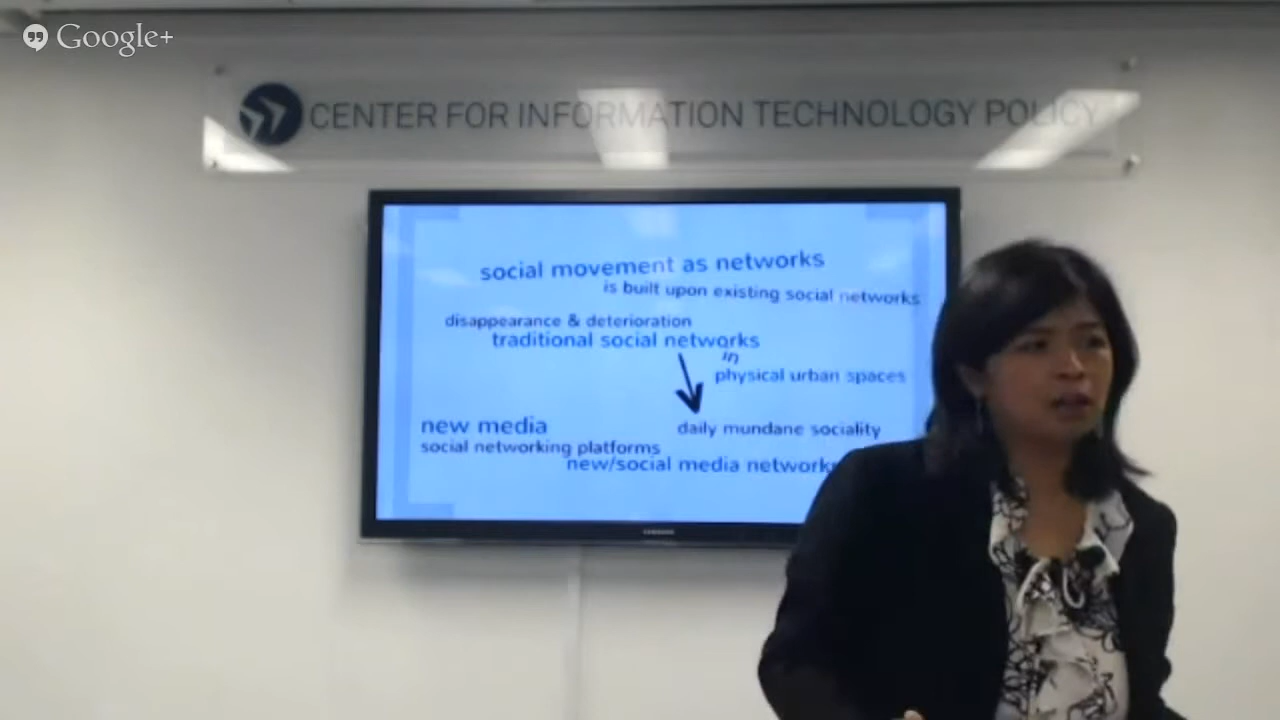 Google+
CENTER FOR INFORMATION TECHNOLOGY POLICY
social movement as networks
is built upon existing social networks
disappearance & deterioration
traditional social networks
in
physical urban spaces
new media
daily mundane sociality
social networking platforms
new/social media network
SAMSUNG